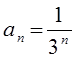 aₙ = 1/3ⁿ